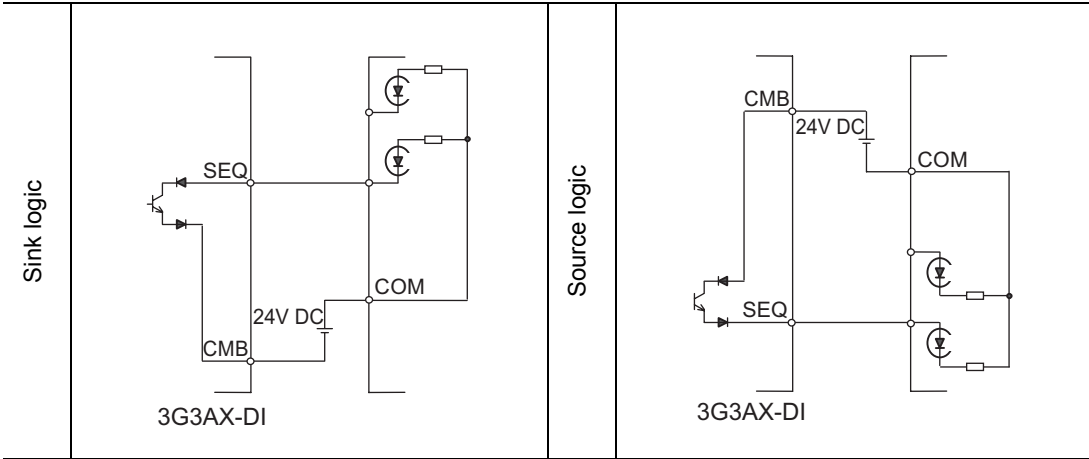 Sink logic
SEQ
COM
24V DC
CMB
3G3AX-DI
Source logic
CMB
24V DC
COM
SEQ
3G3AX-DI